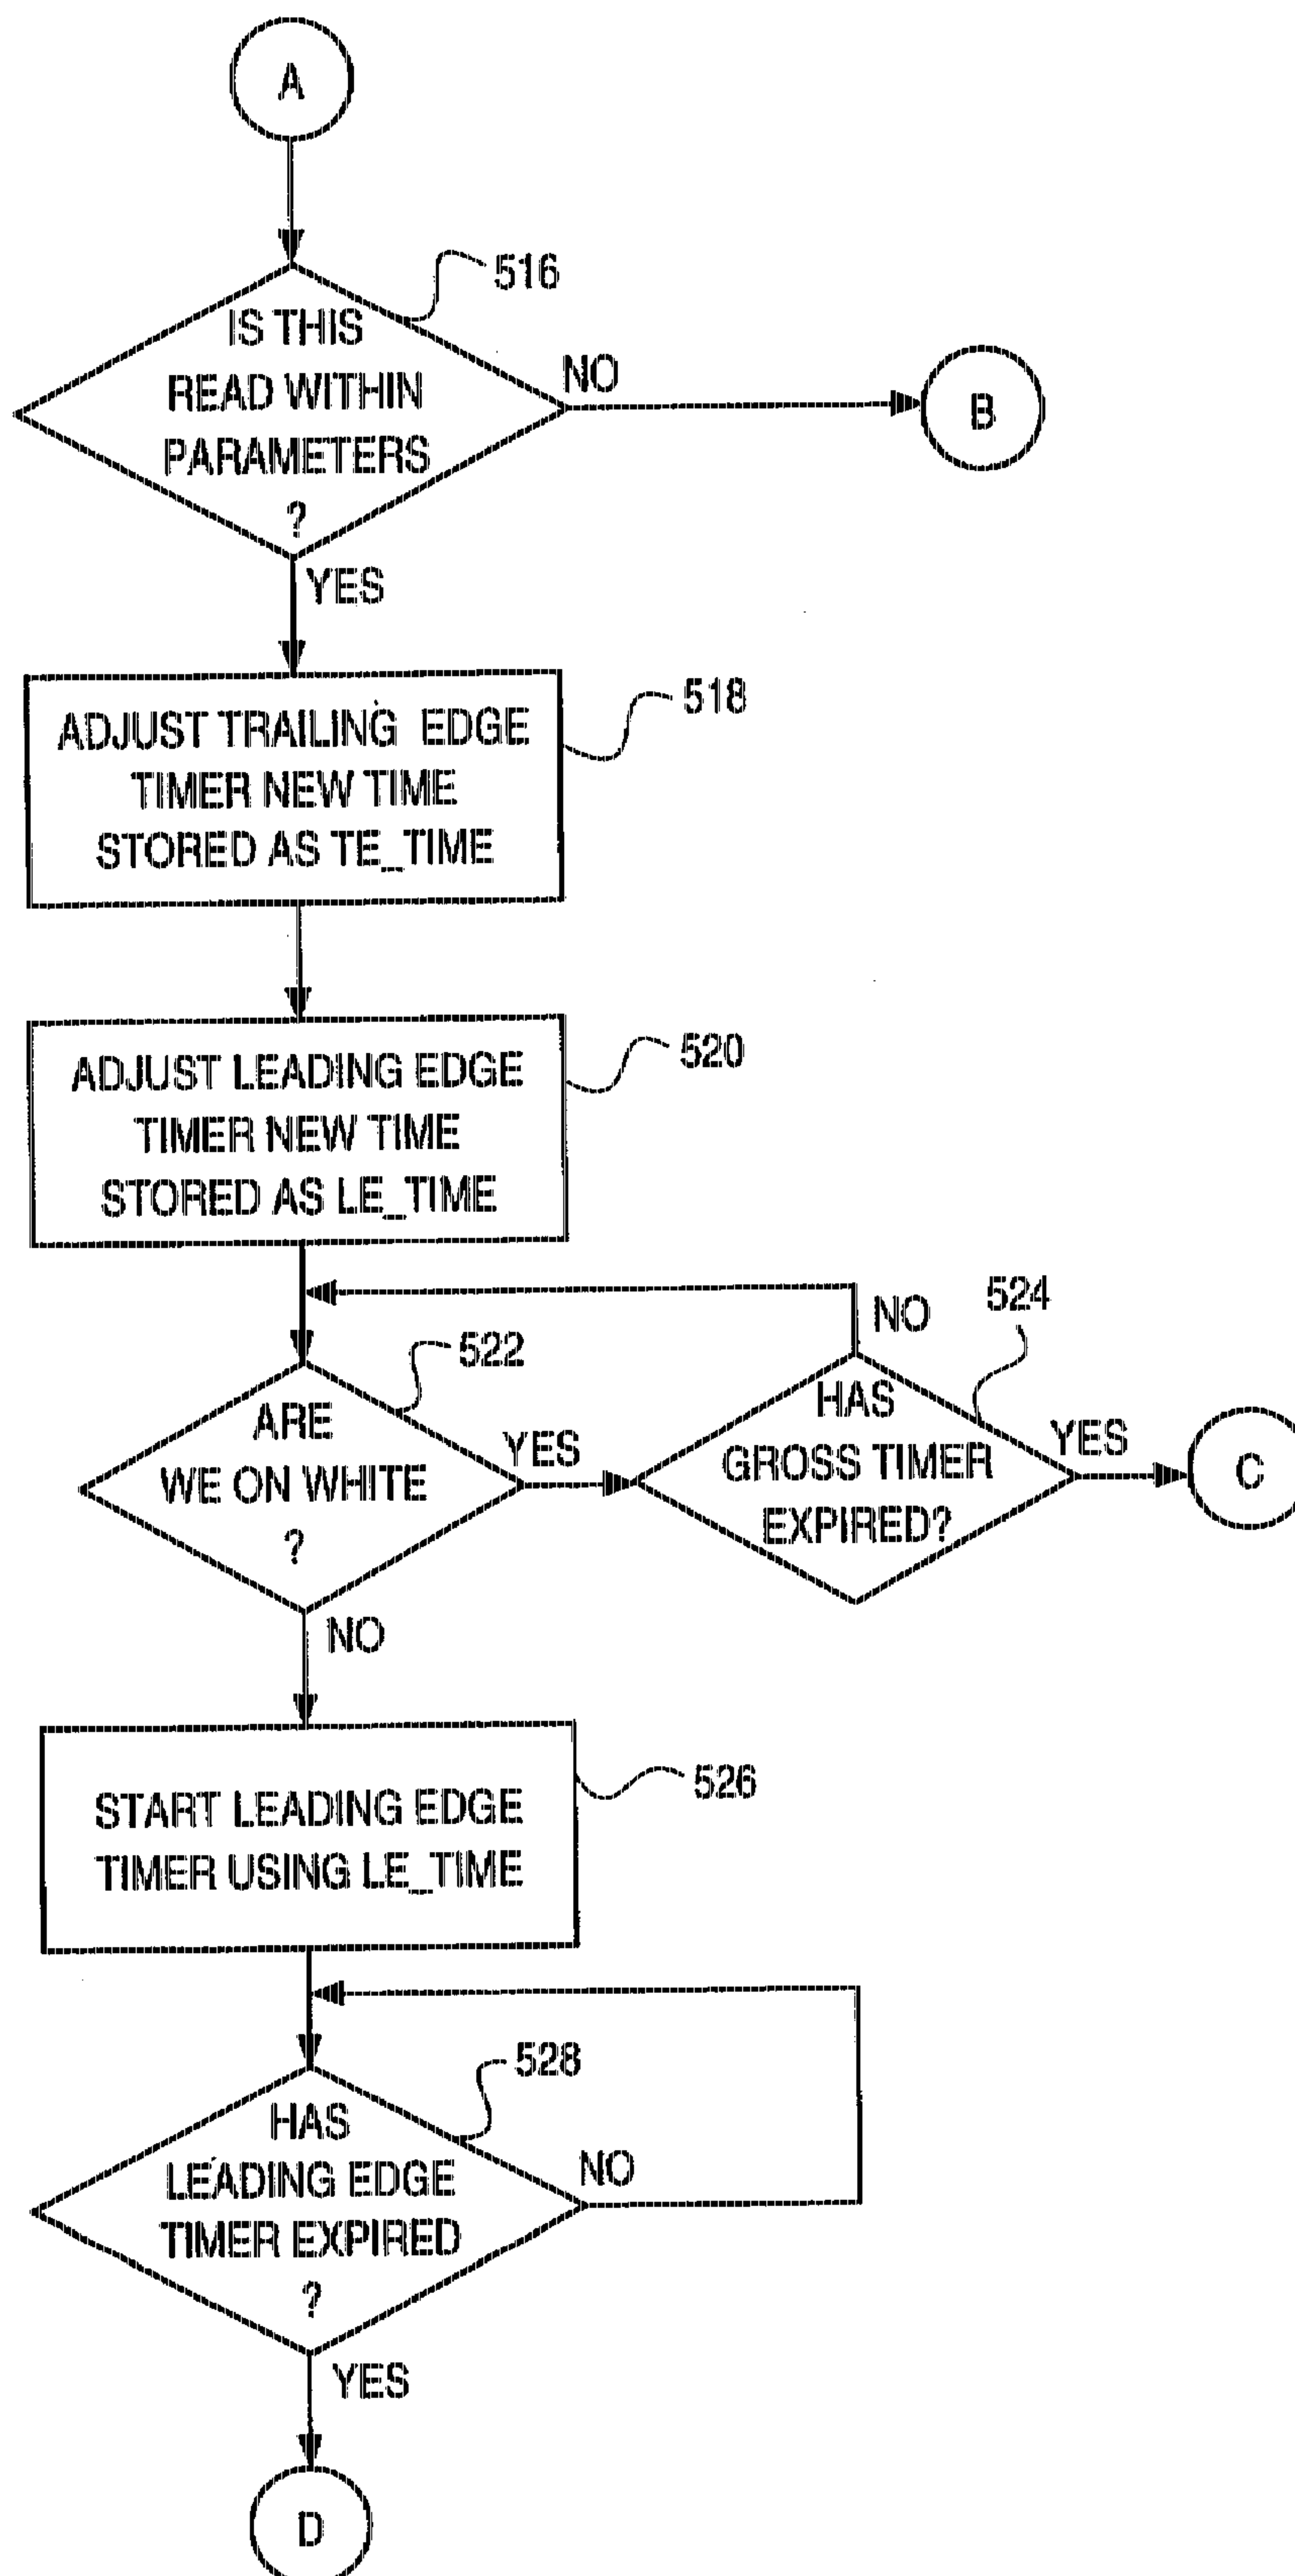 A
516
IS THIS
READ WITHIN
PARAMETERS
?
NO
B
YES
518
ADJUST TRAILING EDGE
TIMER NEW TIME
STORED AS TE_TIME
520
ADJUST LEADING EDGE
TIMER NEW TIME
STORED AS LE_TIME
522
ARE
WE ON WHITE
?
YES
NO
524
HAS
GROSS TIMER
EXPIRED?
YES
C
NO
526
START LEADING EDGE
TIMER USING LE_TIME
528
HAS
LEADING EDGE
TIMER EXPIRED
?
NO
YES
D